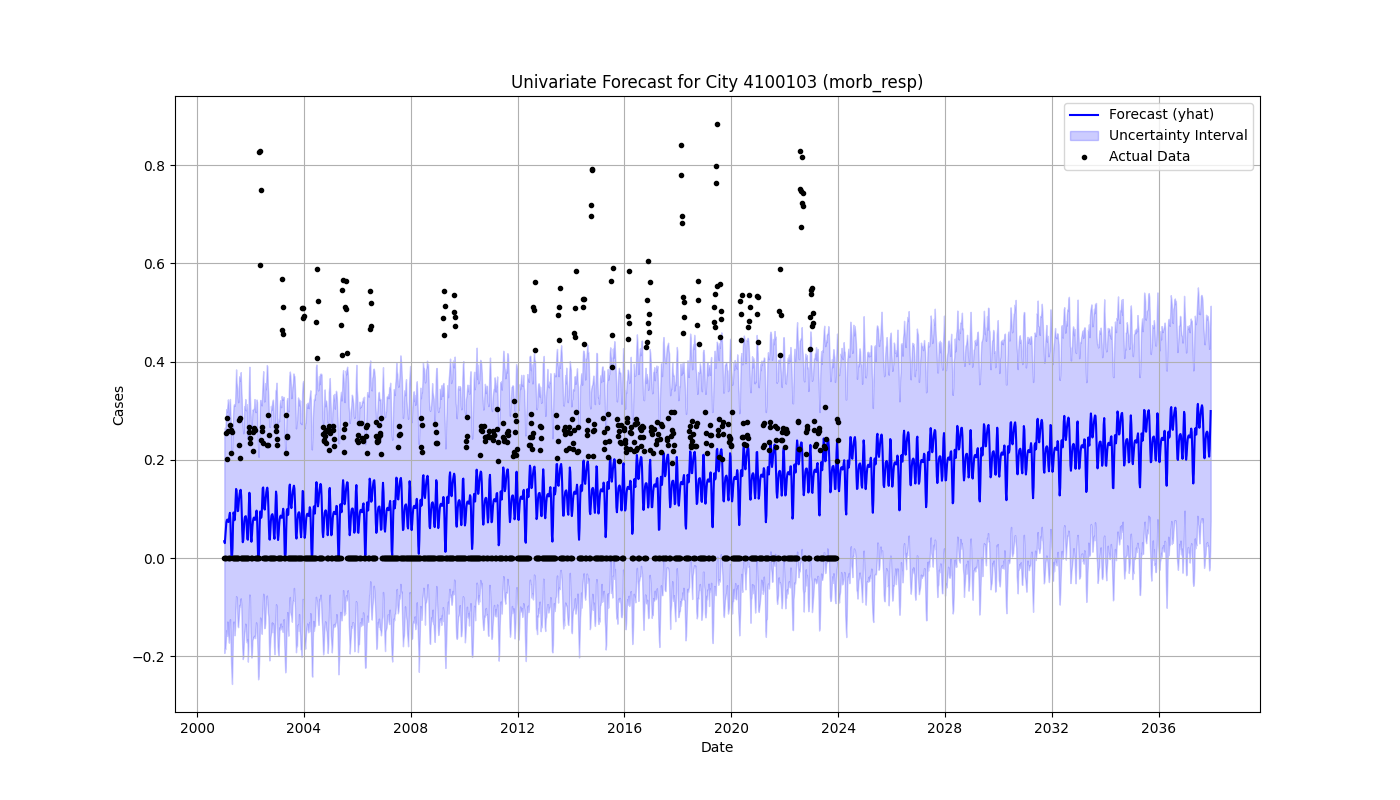 Univariate Forecast for City 4100103 (morb_resp)
Forecast (yhat)
Uncertainty Interval
Actual Data
Cases
0.8
0.6
0.4
0.2
0.0
−0.2
2000 2004 2008 2012 2016 2020 2024 2028 2032 2036
Date